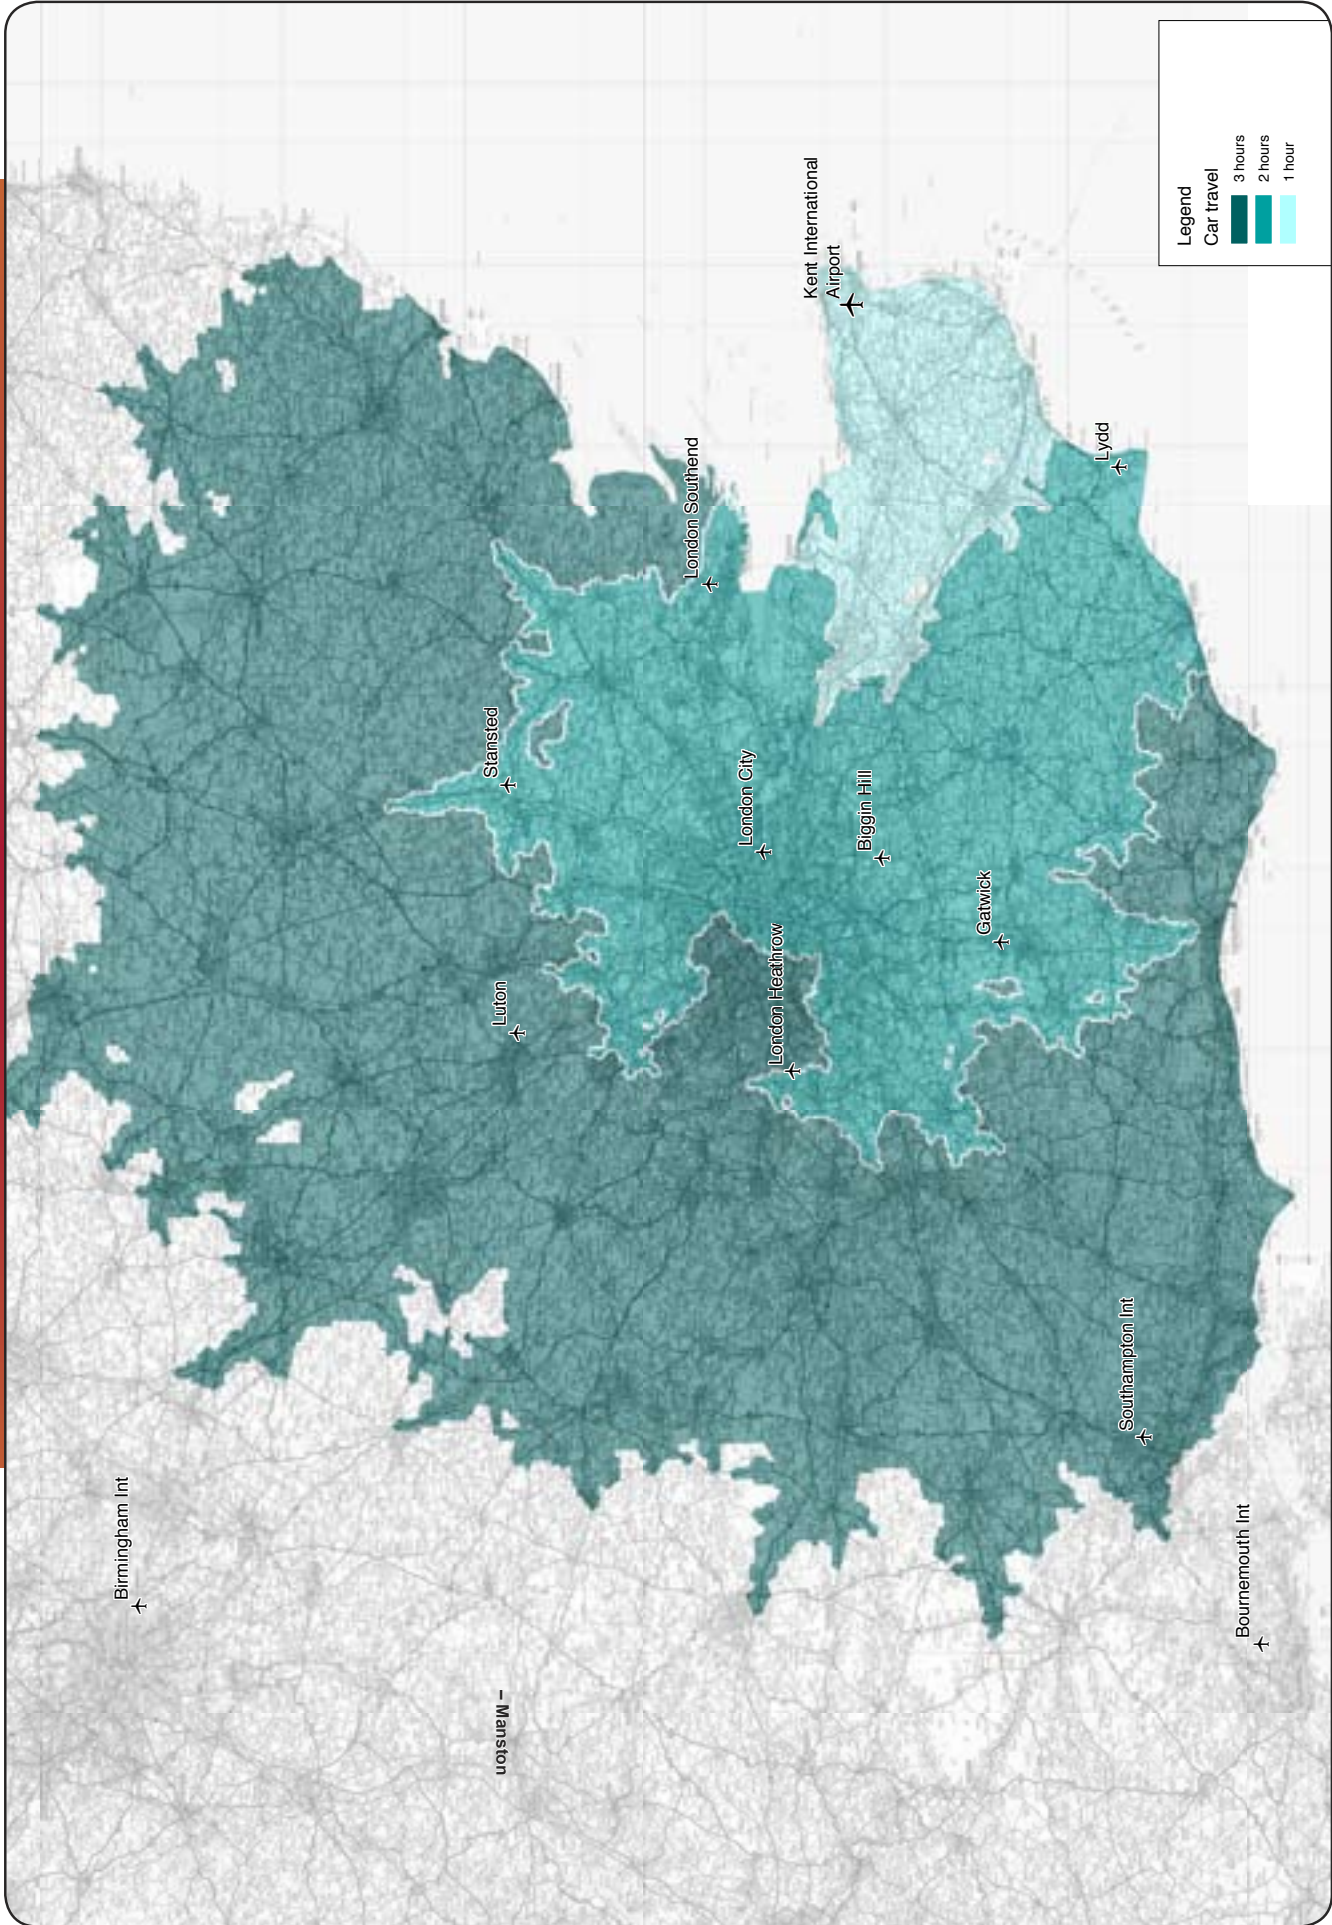 Kent International
Airport
Legend
Car travel
3 hours
2 hours
1 hour
Lydd
London Southend
Stansted
London City
Biggin Hill
Gatwick
London Heathrow
Luton
Southampton Int
Birmingham Int
Bournemouth Int
– Manston